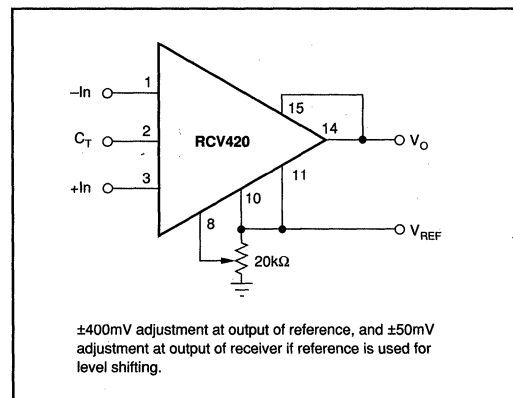 –In
1
C_T
2
RCV420
+In
3
15
14
V_O
11
10
8
V_REF
20kΩ
±400mV adjustment at output of reference, and ±50mV
adjustment at output of receiver if reference is used for
level shifting.